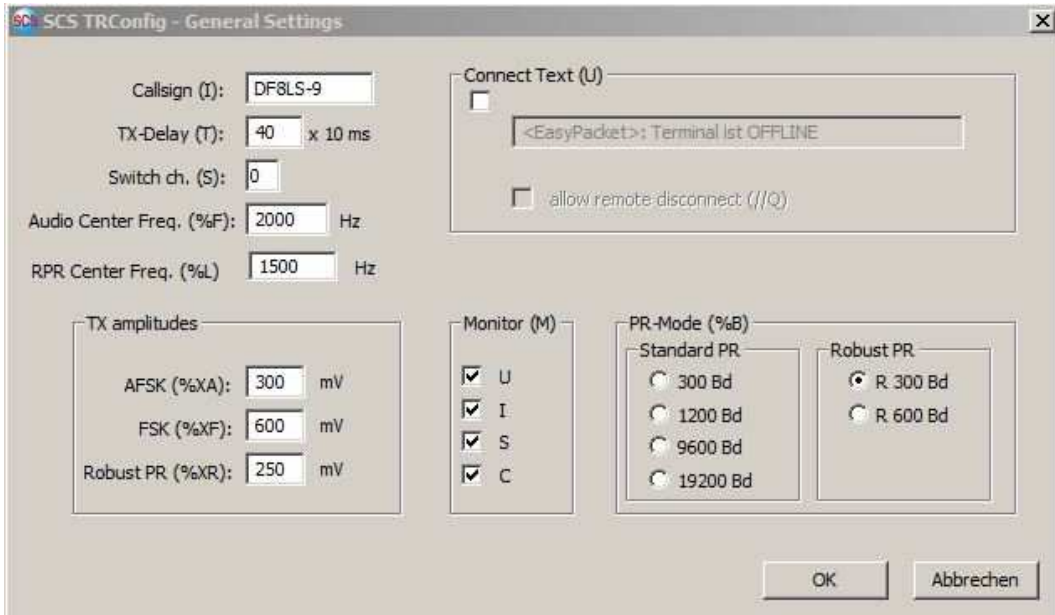 SCS TRConfig - General Settings
Callsign (I): DF8LS-9
TX-Delay (T): 40 x 10 ms
Switch ch. (S): 0
Audio Center Freq. (%F): 2000 Hz
RPR Center Freq. (%L) 1500 Hz
Connect Text (U)
<EasyPacket>: Terminal ist OFFLINE
allow remote disconnect (//Q)
TX amplitudes
AFSK (%XA): 300 mV
FSK (%XF): 600 mV
Robust PR (%XR): 250 mV
Monitor (M)
U
I
S
C
PR-Mode (%B)
Standard PR
300 Bd
1200 Bd
9600 Bd
19200 Bd
Robust PR
R 300 Bd
R 600 Bd
OK
Abbrechen